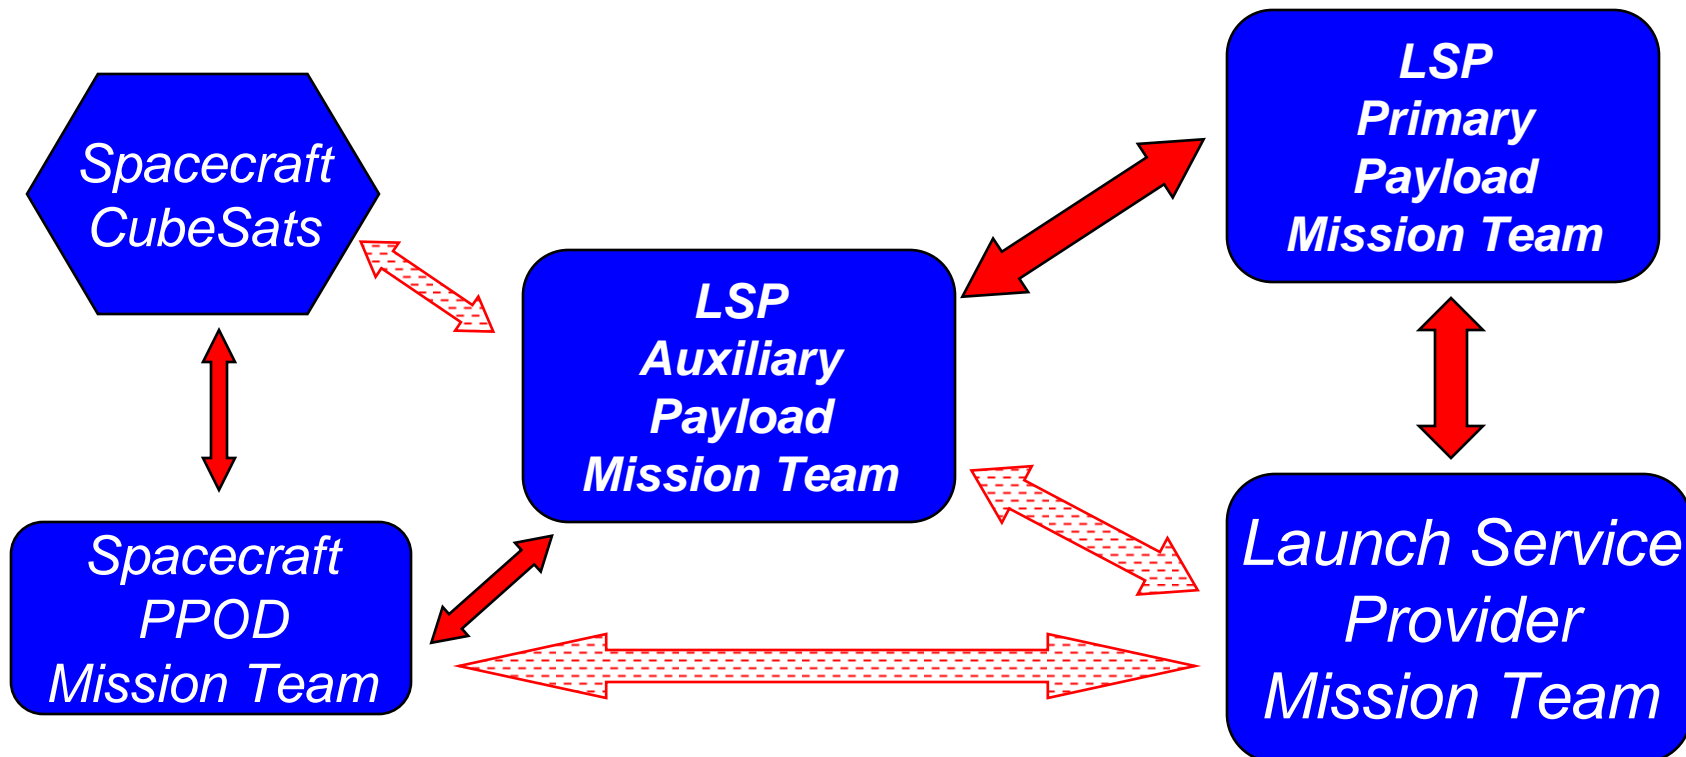 Spacecraft
CubeSats
LSP
Primary
Payload
Mission Team
LSP
Auxiliary
Payload
Mission Team
Spacecraft
PPOD
Mission Team
Launch Service
Provider
Mission Team